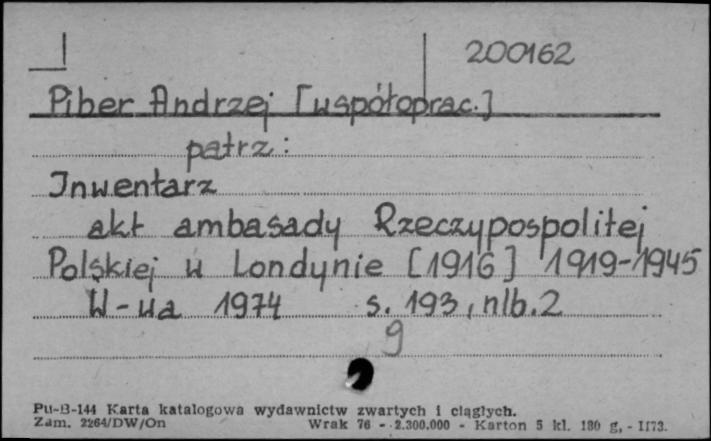 200162
Piber Andrzej [współoprac.]
patrz:
Inwentarz
akt ambasady Rzeczypospolitej
Polskiej w Londynie [1916] 1919-1945
W-wa 1974 s. 193, nlb. 2
9
Pu-B-144 Karta katalogowa wydawnictw zwartych i ciągłych.
Zam. 2264/DW/On Wrak 76 - 2.300.000 - Karton 5 kl. 180 g, - II73.